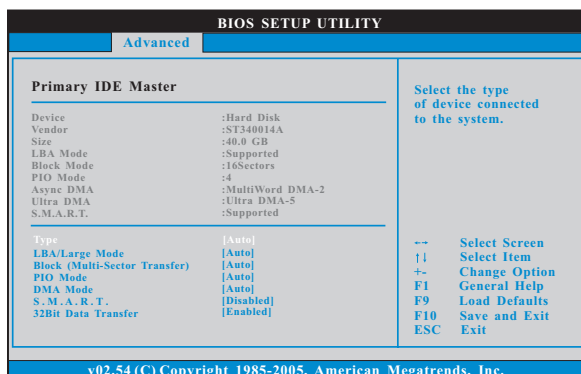 BIOS SETUP UTILITY
Advanced
Primary IDE Master
Device :Hard Disk
Vendor :ST340014A
Size :40.0 GB
LBA Mode :Supported
Block Mode :16Sectors
PIO Mode :4
Async DMA :MultiWord DMA-2
Ultra DMA :Ultra DMA-5
S.M.A.R.T. :Supported
Type [Auto]
LBA/Large Mode [Auto]
Block (Multi-Sector Transfer) [Auto]
PIO Mode [Auto]
DMA Mode [Auto]
S.M.A.R.T. [Disabled]
32Bit Data Transfer [Enabled]
Select the type
of device connected
to the system.
←→ Select Screen
↑↓ Select Item
+- Change Option
F1 General Help
F9 Load Defaults
F10 Save and Exit
ESC Exit
v02.54 (C) Copyright 1985-2005, American Megatrends, Inc.